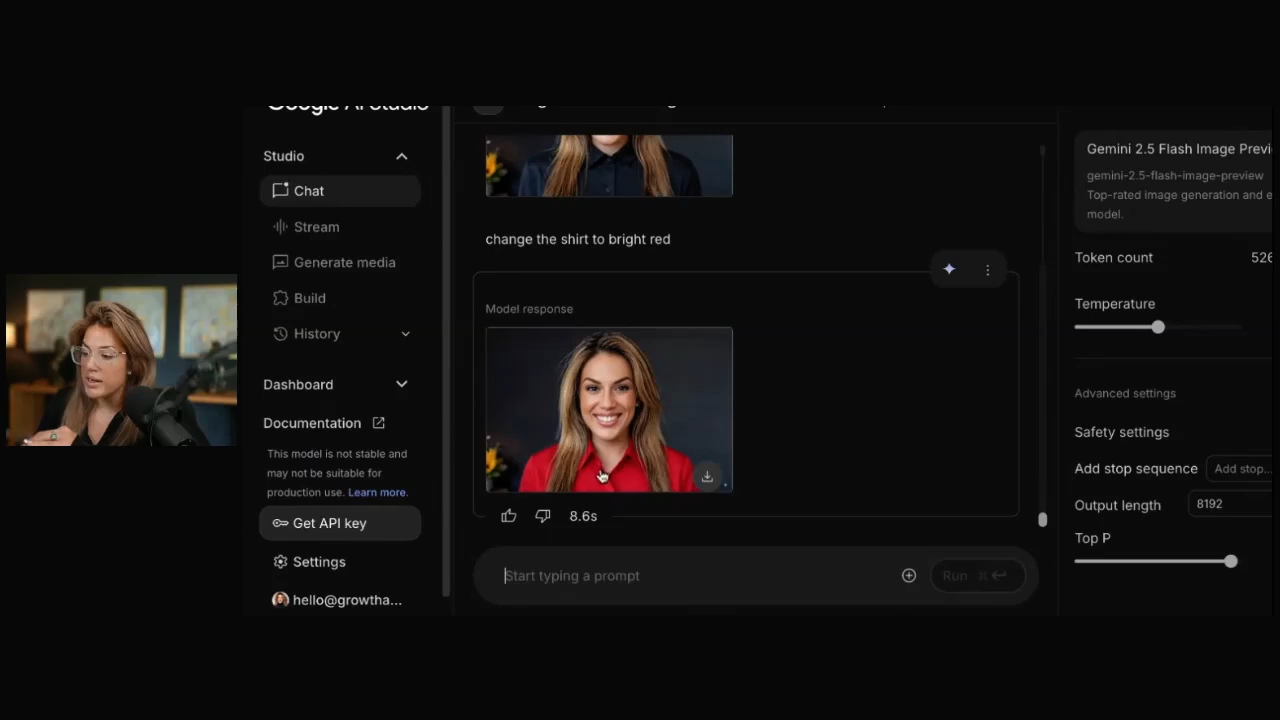 Google AI Studio
Studio
Chat
Stream
Generate media
Build
History
Dashboard
Documentation
This model is not stable and
may not be suitable for
production use. Learn more.
Get API key
Settings
hello@growtha...
change the shirt to bright red
Model response
8.6s
Start typing a prompt
Run ⌘↩
Gemini 2.5 Flash Image Previ
gemini-2.5-flash-image-preview
Top-rated image generation and e
model.
Token count 526
Temperature
Advanced settings
Safety settings
Add stop sequence Add stop...
Output length 8192
Top P